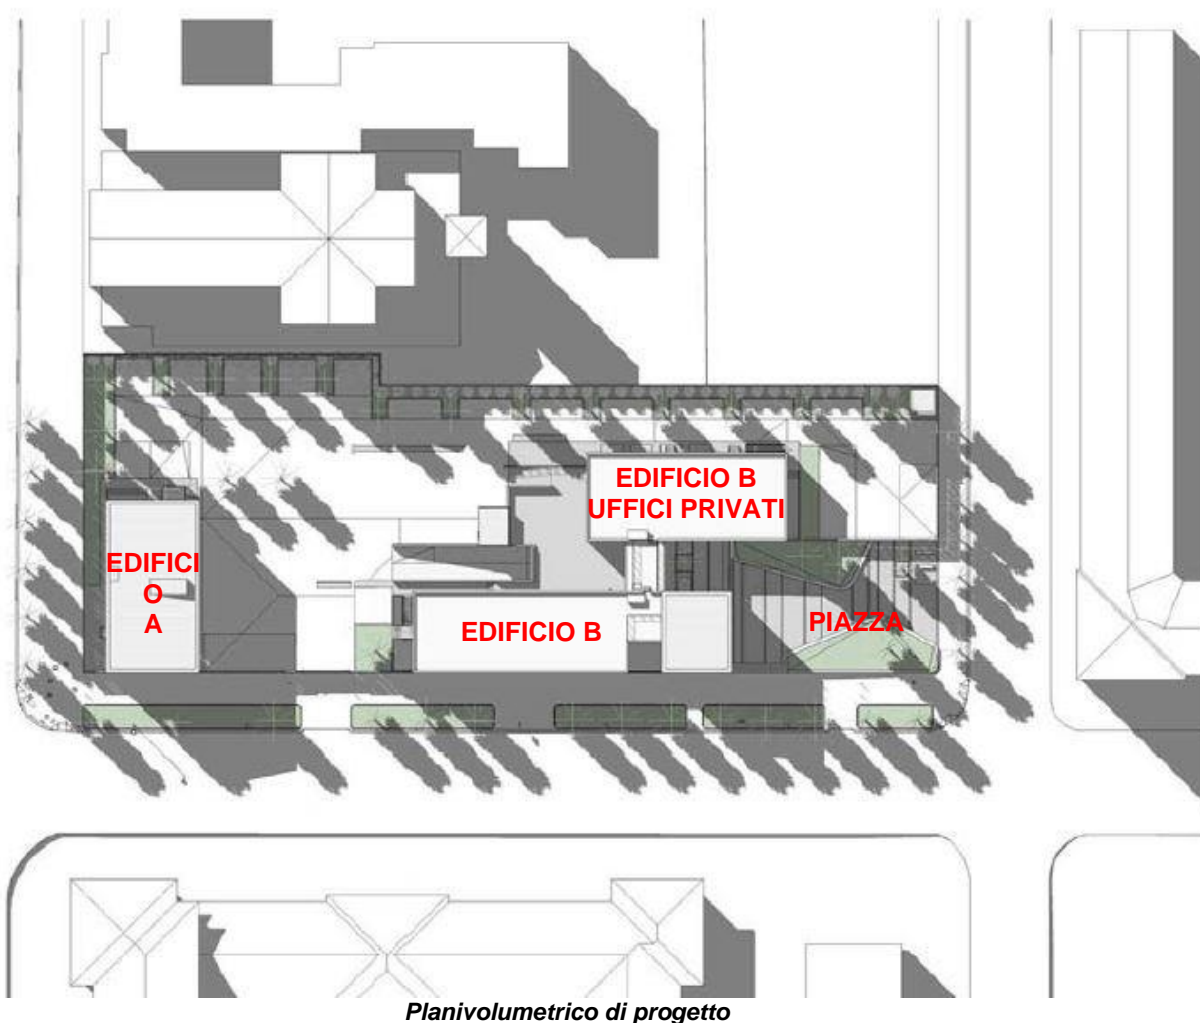 EDIFICIO B
UFFICI PRIVATI
EDIFICI
O
A
EDIFICIO B
PIAZZA
Planivolumetrico di progetto